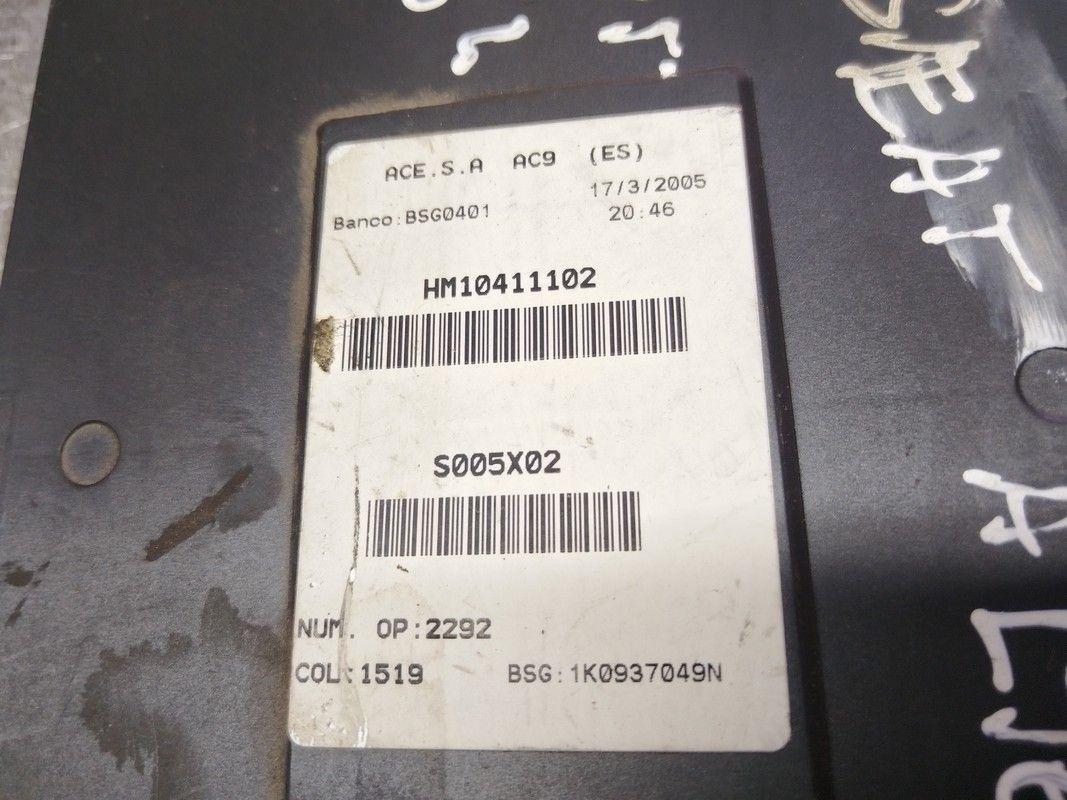 ACE.S.A AC9 (ES)
17/3/2005
Banco:BSG0401
20:46
HM10411102
S005X02
NUM. OP:2292
COL:1519
BSG:1K0937049N
SEAT